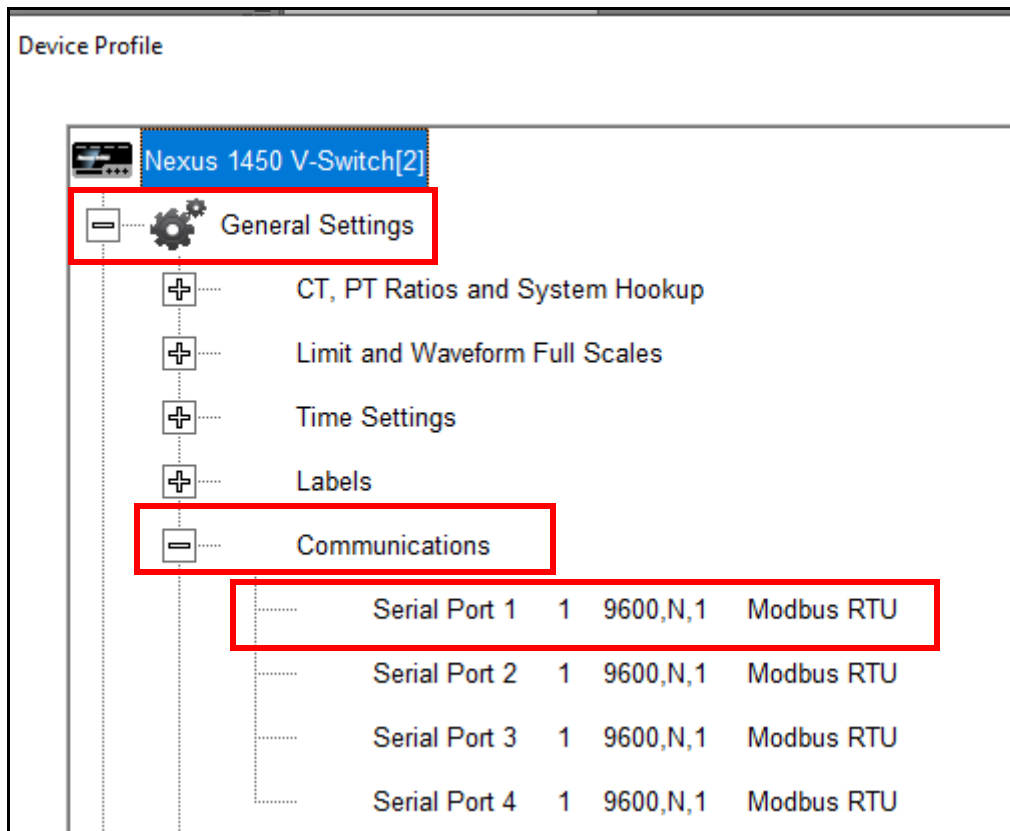 Device Profile
Nexus 1450 V-Switch[2]
General Settings
CT, PT Ratios and System Hookup
Limit and Waveform Full Scales
Time Settings
Labels
Communications
Serial Port 1 1 9600,N,1 Modbus RTU
Serial Port 2 1 9600,N,1 Modbus RTU
Serial Port 3 1 9600,N,1 Modbus RTU
Serial Port 4 1 9600,N,1 Modbus RTU